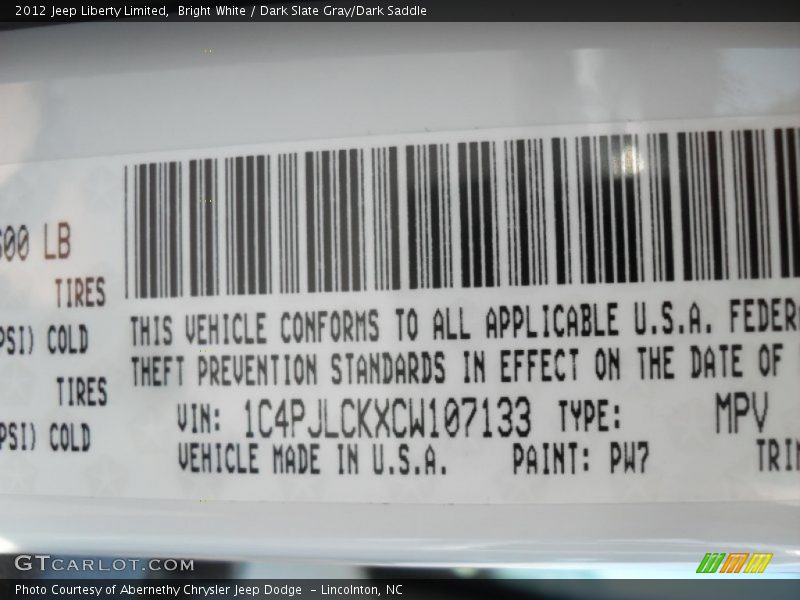 2012 Jeep Liberty Limited, Bright White / Dark Slate Gray/Dark Saddle
600 LB
TIRES
PSI) COLD
TIRES
PSI) COLD
THIS VEHICLE CONFORMS TO ALL APPLICABLE U.S.A. FEDER
THEFT PREVENTION STANDARDS IN EFFECT ON THE DATE OF
VIN: 1C4PJLCKXCW107133 TYPE: MPV
VEHICLE MADE IN U.S.A. PAINT: PW7 TRIM
GTCARLOT.COM
Photo Courtesy of Abernethy Chrysler Jeep Dodge - Lincolnton, NC